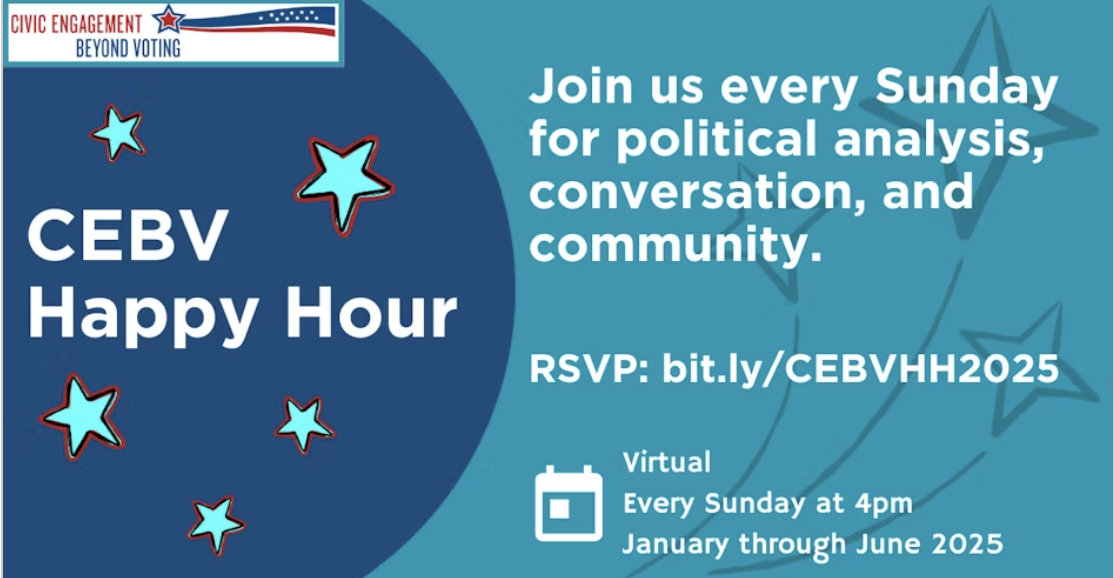 CIVIC ENGAGEMENT
BEYOND VOTING
CEBV
Happy Hour
Join us every Sunday
for political analysis,
conversation, and
community.
RSVP: bit.ly/CEBVHH2025
Virtual
Every Sunday at 4pm
January through June 2025